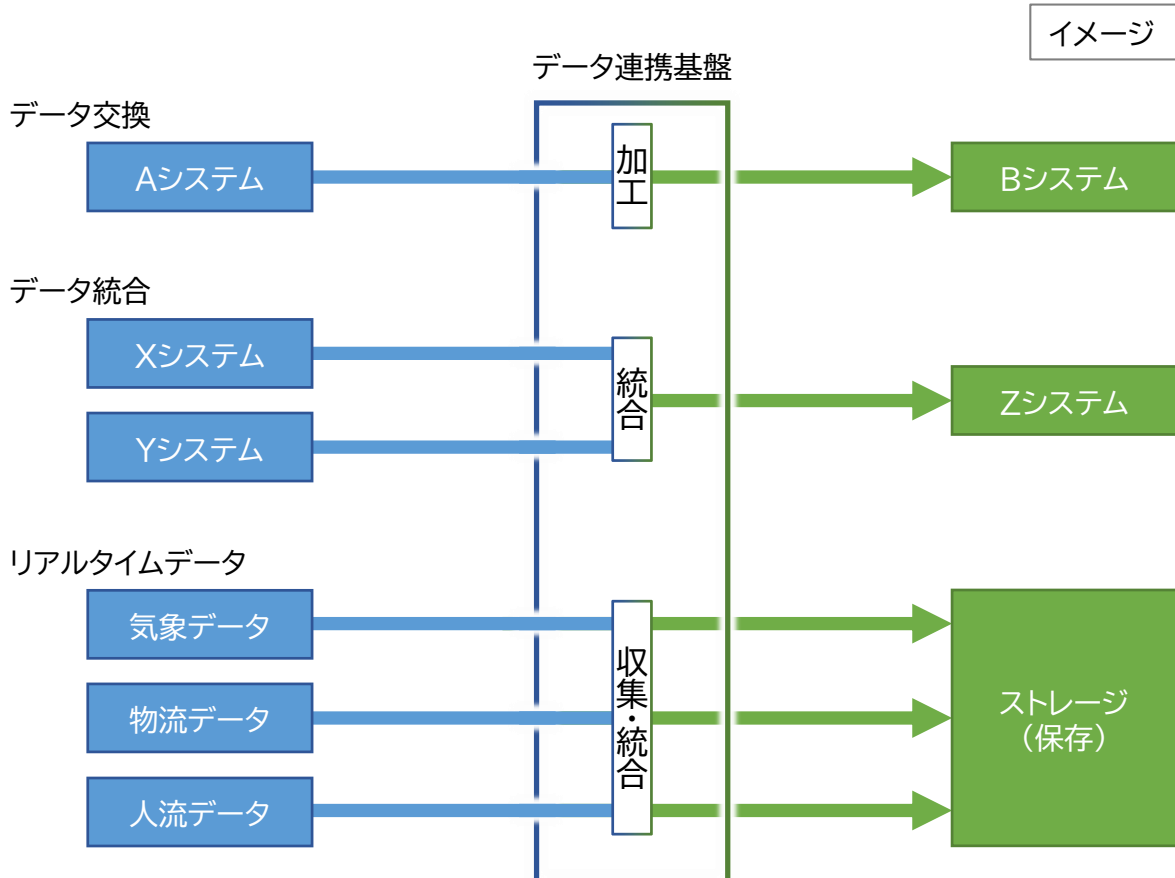 イメージ
データ連携基盤
データ交換
Aシステム
加工
Bシステム
データ統合
Xシステム
Yシステム
統合
Zシステム
リアルタイムデータ
気象データ
物流データ
人流データ
収集・統合
ストレージ
（保存）